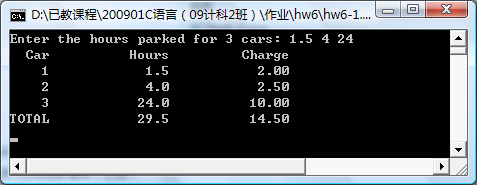 D:\已教课程\200901C语言（09计科2班）\作业\hw6\hw6-1....
Enter the hours parked for 3 cars: 1.5 4 24
Car Hours Charge
1 1.5 2.00
2 4.0 2.50
3 24.0 10.00
TOTAL 29.5 14.50